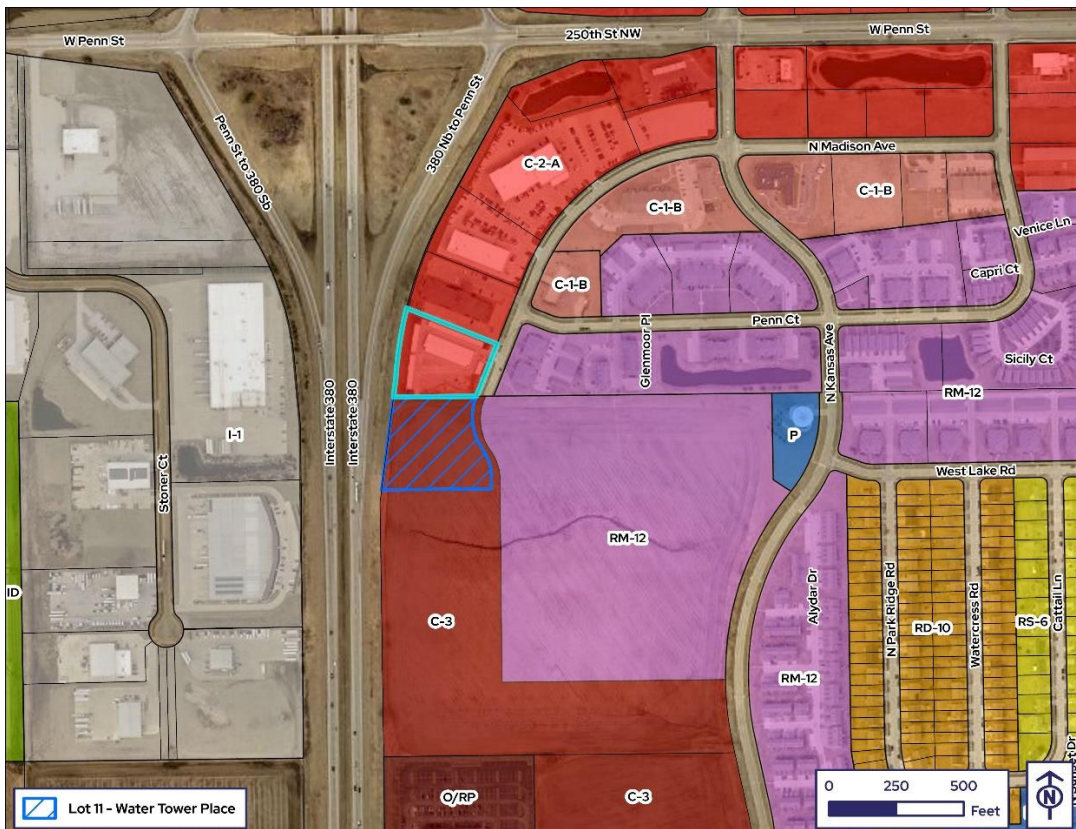 W Penn St
250th St NW
W Penn St
Penn St to 380 Sb
380 Nb to Penn St
C-2-A
N Madison Ave
C-1-B
C-1-B
Venice Ln
Capri Ct
C-1-B
Glenmoor Pl
Penn Ct
N Kansas Ave
Sicily Ct
RM-12
Interstate 380
Interstate 380
I-1
Stoner Ct
P
West Lake Rd
RM-12
ID
C-3
Alydar Dr
RM-12
N Park Ridge Rd
RD-10
Watercress Rd
RS-6
Cattail Ln
O/RP
C-3
Lot 11 - Water Tower Place
0 250 500
Feet
N